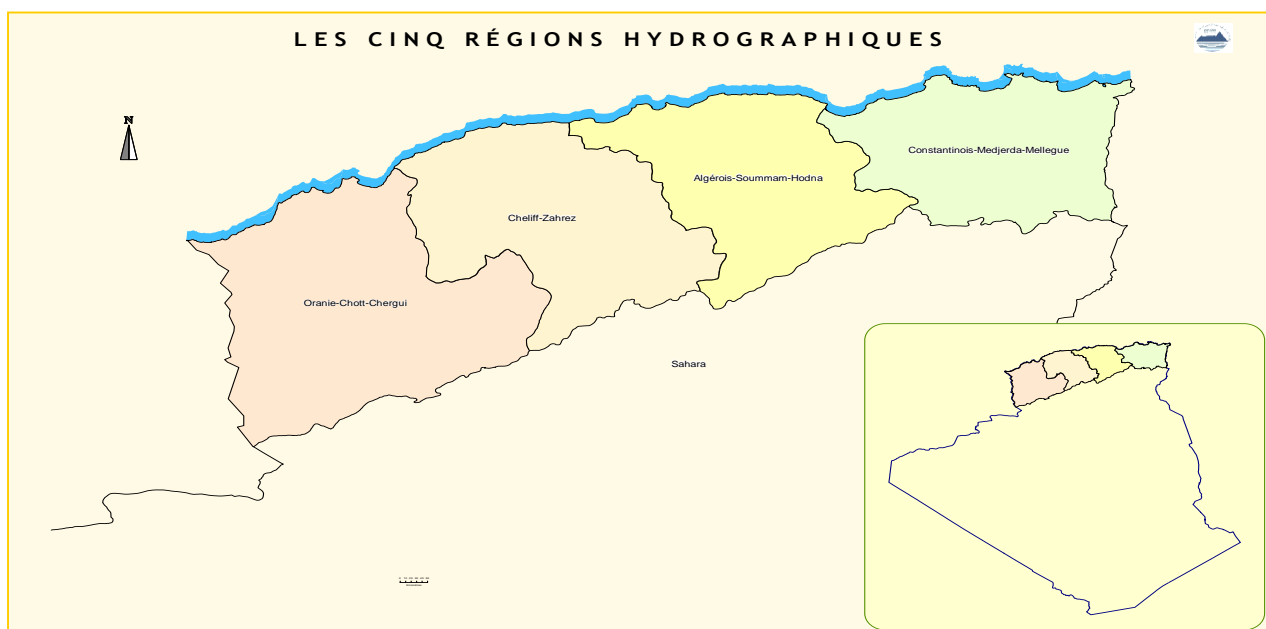 LES CINQ RÉGIONS HYDROGRAPHIQUES
N
Constantinois-Medjerda-Mellegue
Algérois-Soummam-Hodna
Cheliff-Zahrez
Oranie-Chott-Chergui
Sahara